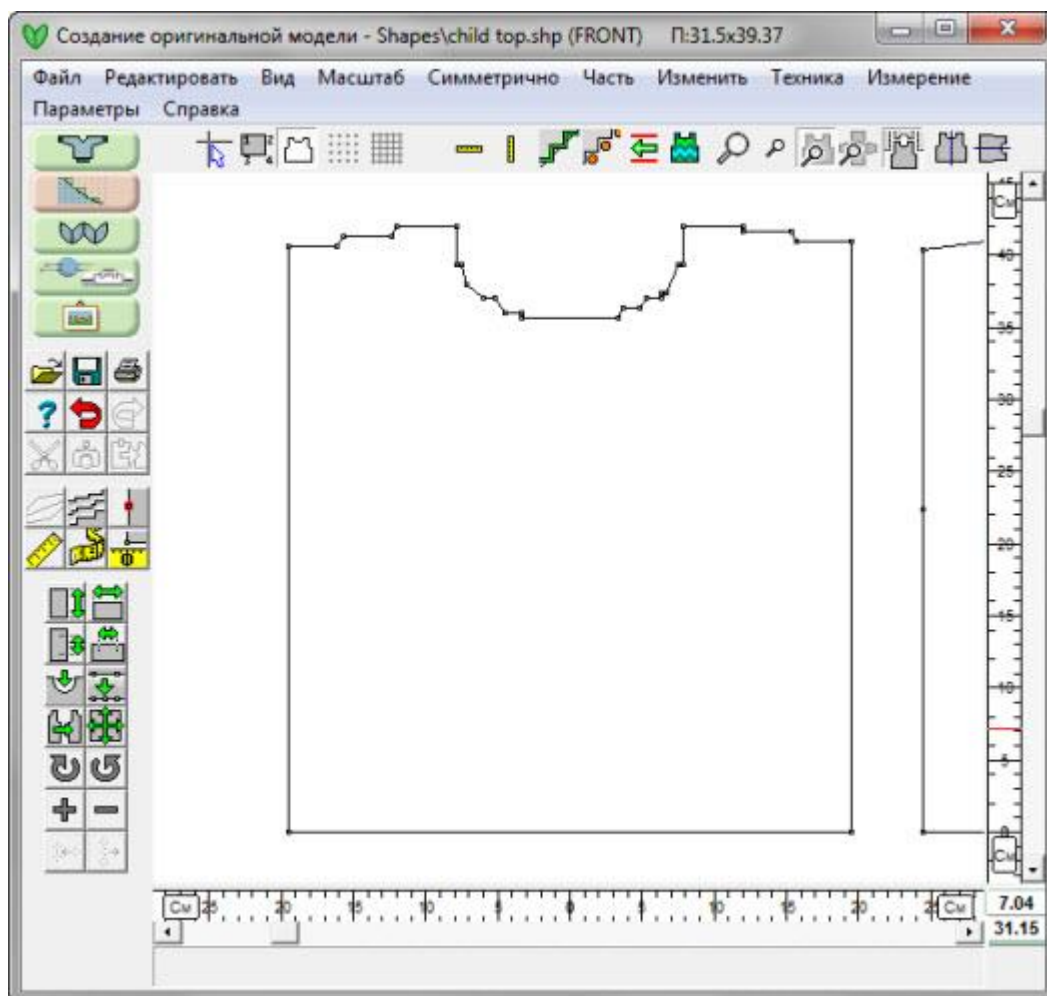 Создание оригинальной модели - Shapes\child top.shp (FRONT) П:31.5x39.37
Файл Редактировать Вид Масштаб Симметрично Часть Изменить Техника Измерение
Параметры Справка
См
40
35
30
25
20
15
10
5
0
См
См 25 20 15 10 5 0 5 10 15 20 25 См
7.04
31.15